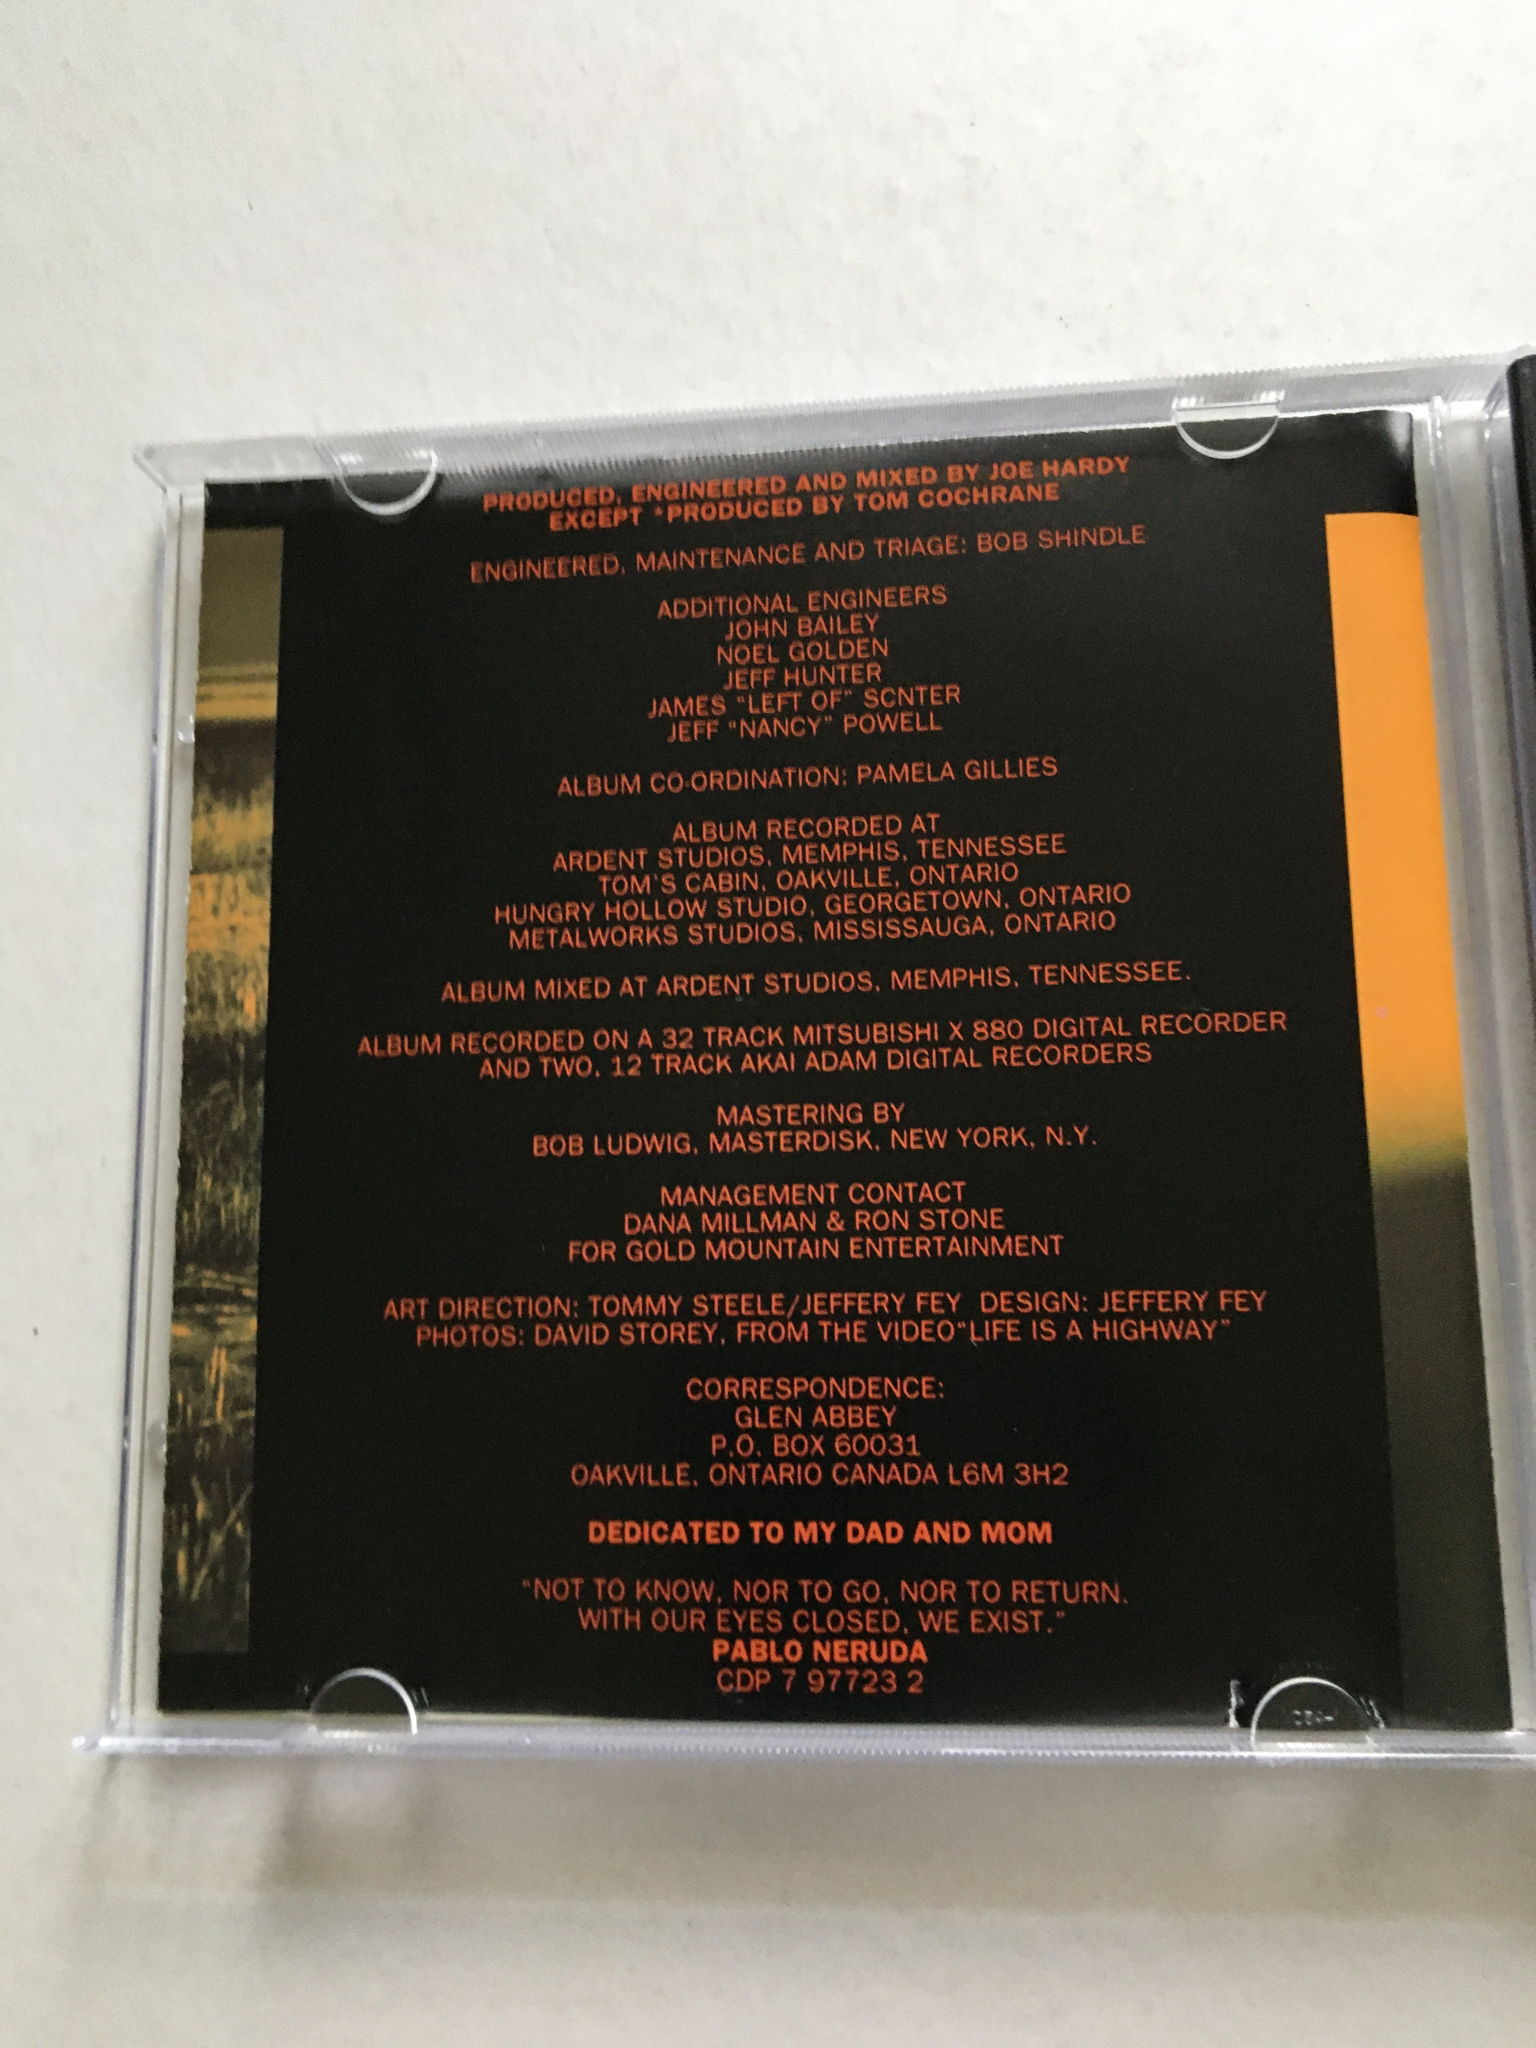 PRODUCED, ENGINEERED AND MIXED BY JOE HARDY
EXCEPT *PRODUCED BY TOM COCHRANE
ENGINEERED, MAINTENANCE AND TRIAGE: BOB SHINDLE
ADDITIONAL ENGINEERS
JOHN BAILEY
NOEL GOLDEN
JEFF HUNTER
JAMES "LEFT OF" SCNTER
JEFF "NANCY" POWELL
ALBUM CO-ORDINATION: PAMELA GILLIES
ALBUM RECORDED AT
ARDENT STUDIOS, MEMPHIS, TENNESSEE
TOM'S CABIN, OAKVILLE, ONTARIO
HUNGRY HOLLOW STUDIO, GEORGETOWN, ONTARIO
METALWORKS STUDIOS, MISSISSAUGA, ONTARIO
ALBUM MIXED AT ARDENT STUDIOS, MEMPHIS, TENNESSEE.
ALBUM RECORDED ON A 32 TRACK MITSUBISHI X 880 DIGITAL RECORDER
AND TWO, 12 TRACK AKAI ADAM DIGITAL RECORDERS
MASTERING BY
BOB LUDWIG, MASTERDISK, NEW YORK, N.Y.
MANAGEMENT CONTACT
DANA MILLMAN & RON STONE
FOR GOLD MOUNTAIN ENTERTAINMENT
ART DIRECTION: TOMMY STEELE/JEFFERY FEY DESIGN: JEFFERY FEY
PHOTOS: DAVID STOREY, FROM THE VIDEO"LIFE IS A HIGHWAY"
CORRESPONDENCE:
GLEN ABBEY
P.O. BOX 60031
OAKVILLE, ONTARIO CANADA L6M 3H2
DEDICATED TO MY DAD AND MOM
"NOT TO KNOW, NOR TO GO, NOR TO RETURN.
WITH OUR EYES CLOSED, WE EXIST."
PABLO NERUDA
CDP 7 97723 2